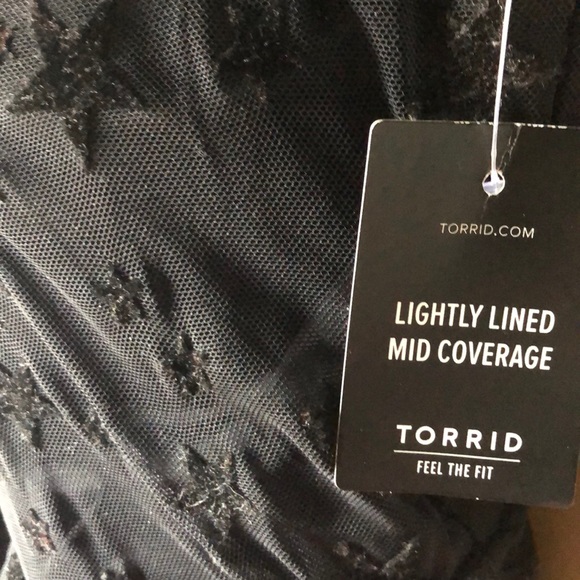 TORRID.COM
LIGHTLY LINED
MID COVERAGE
TORRID
FEEL THE FIT